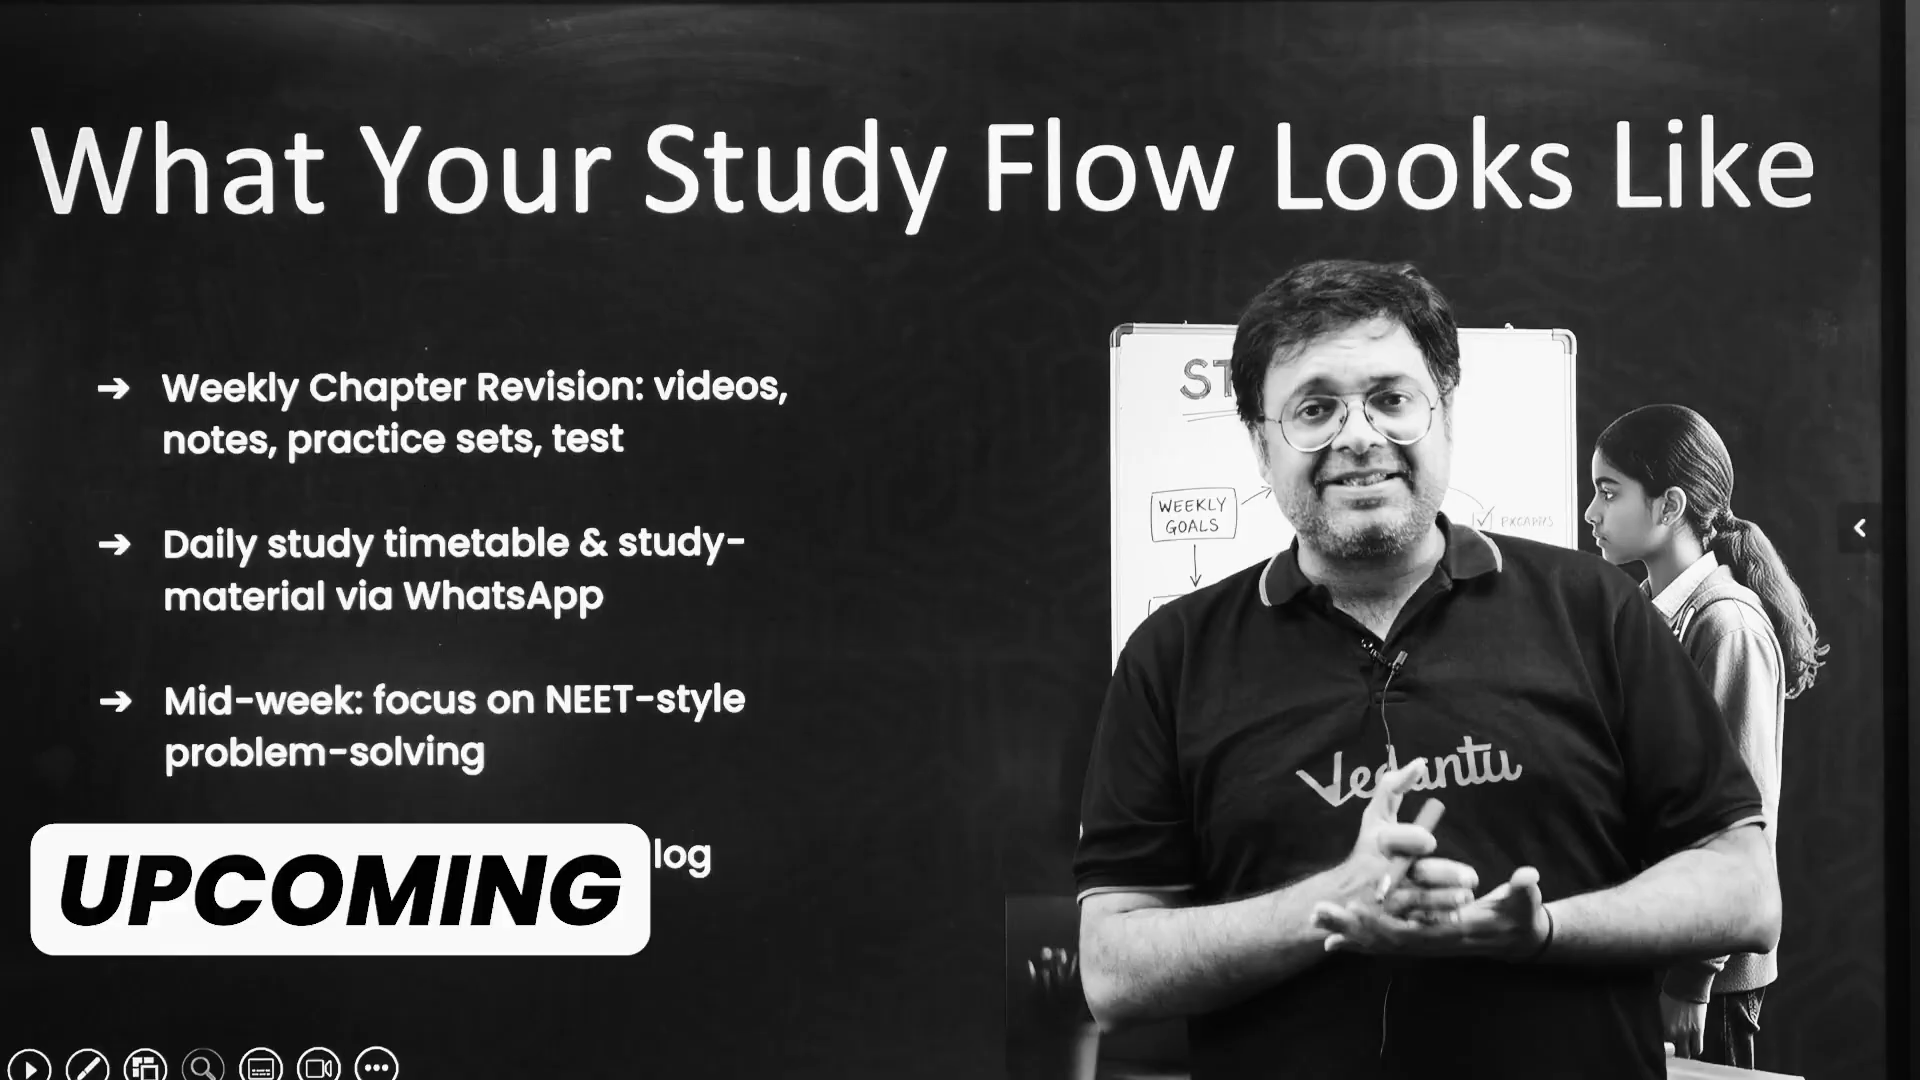 What Your Study Flow Looks Like
➔ Weekly Chapter Revision: videos,
notes, practice sets, test
➔ Daily study timetable & study-
material via WhatsApp
➔ Mid-week: focus on NEET-style
problem-solving
log
UPCOMING
ST
WEEKLY
GOALS
Vedantu